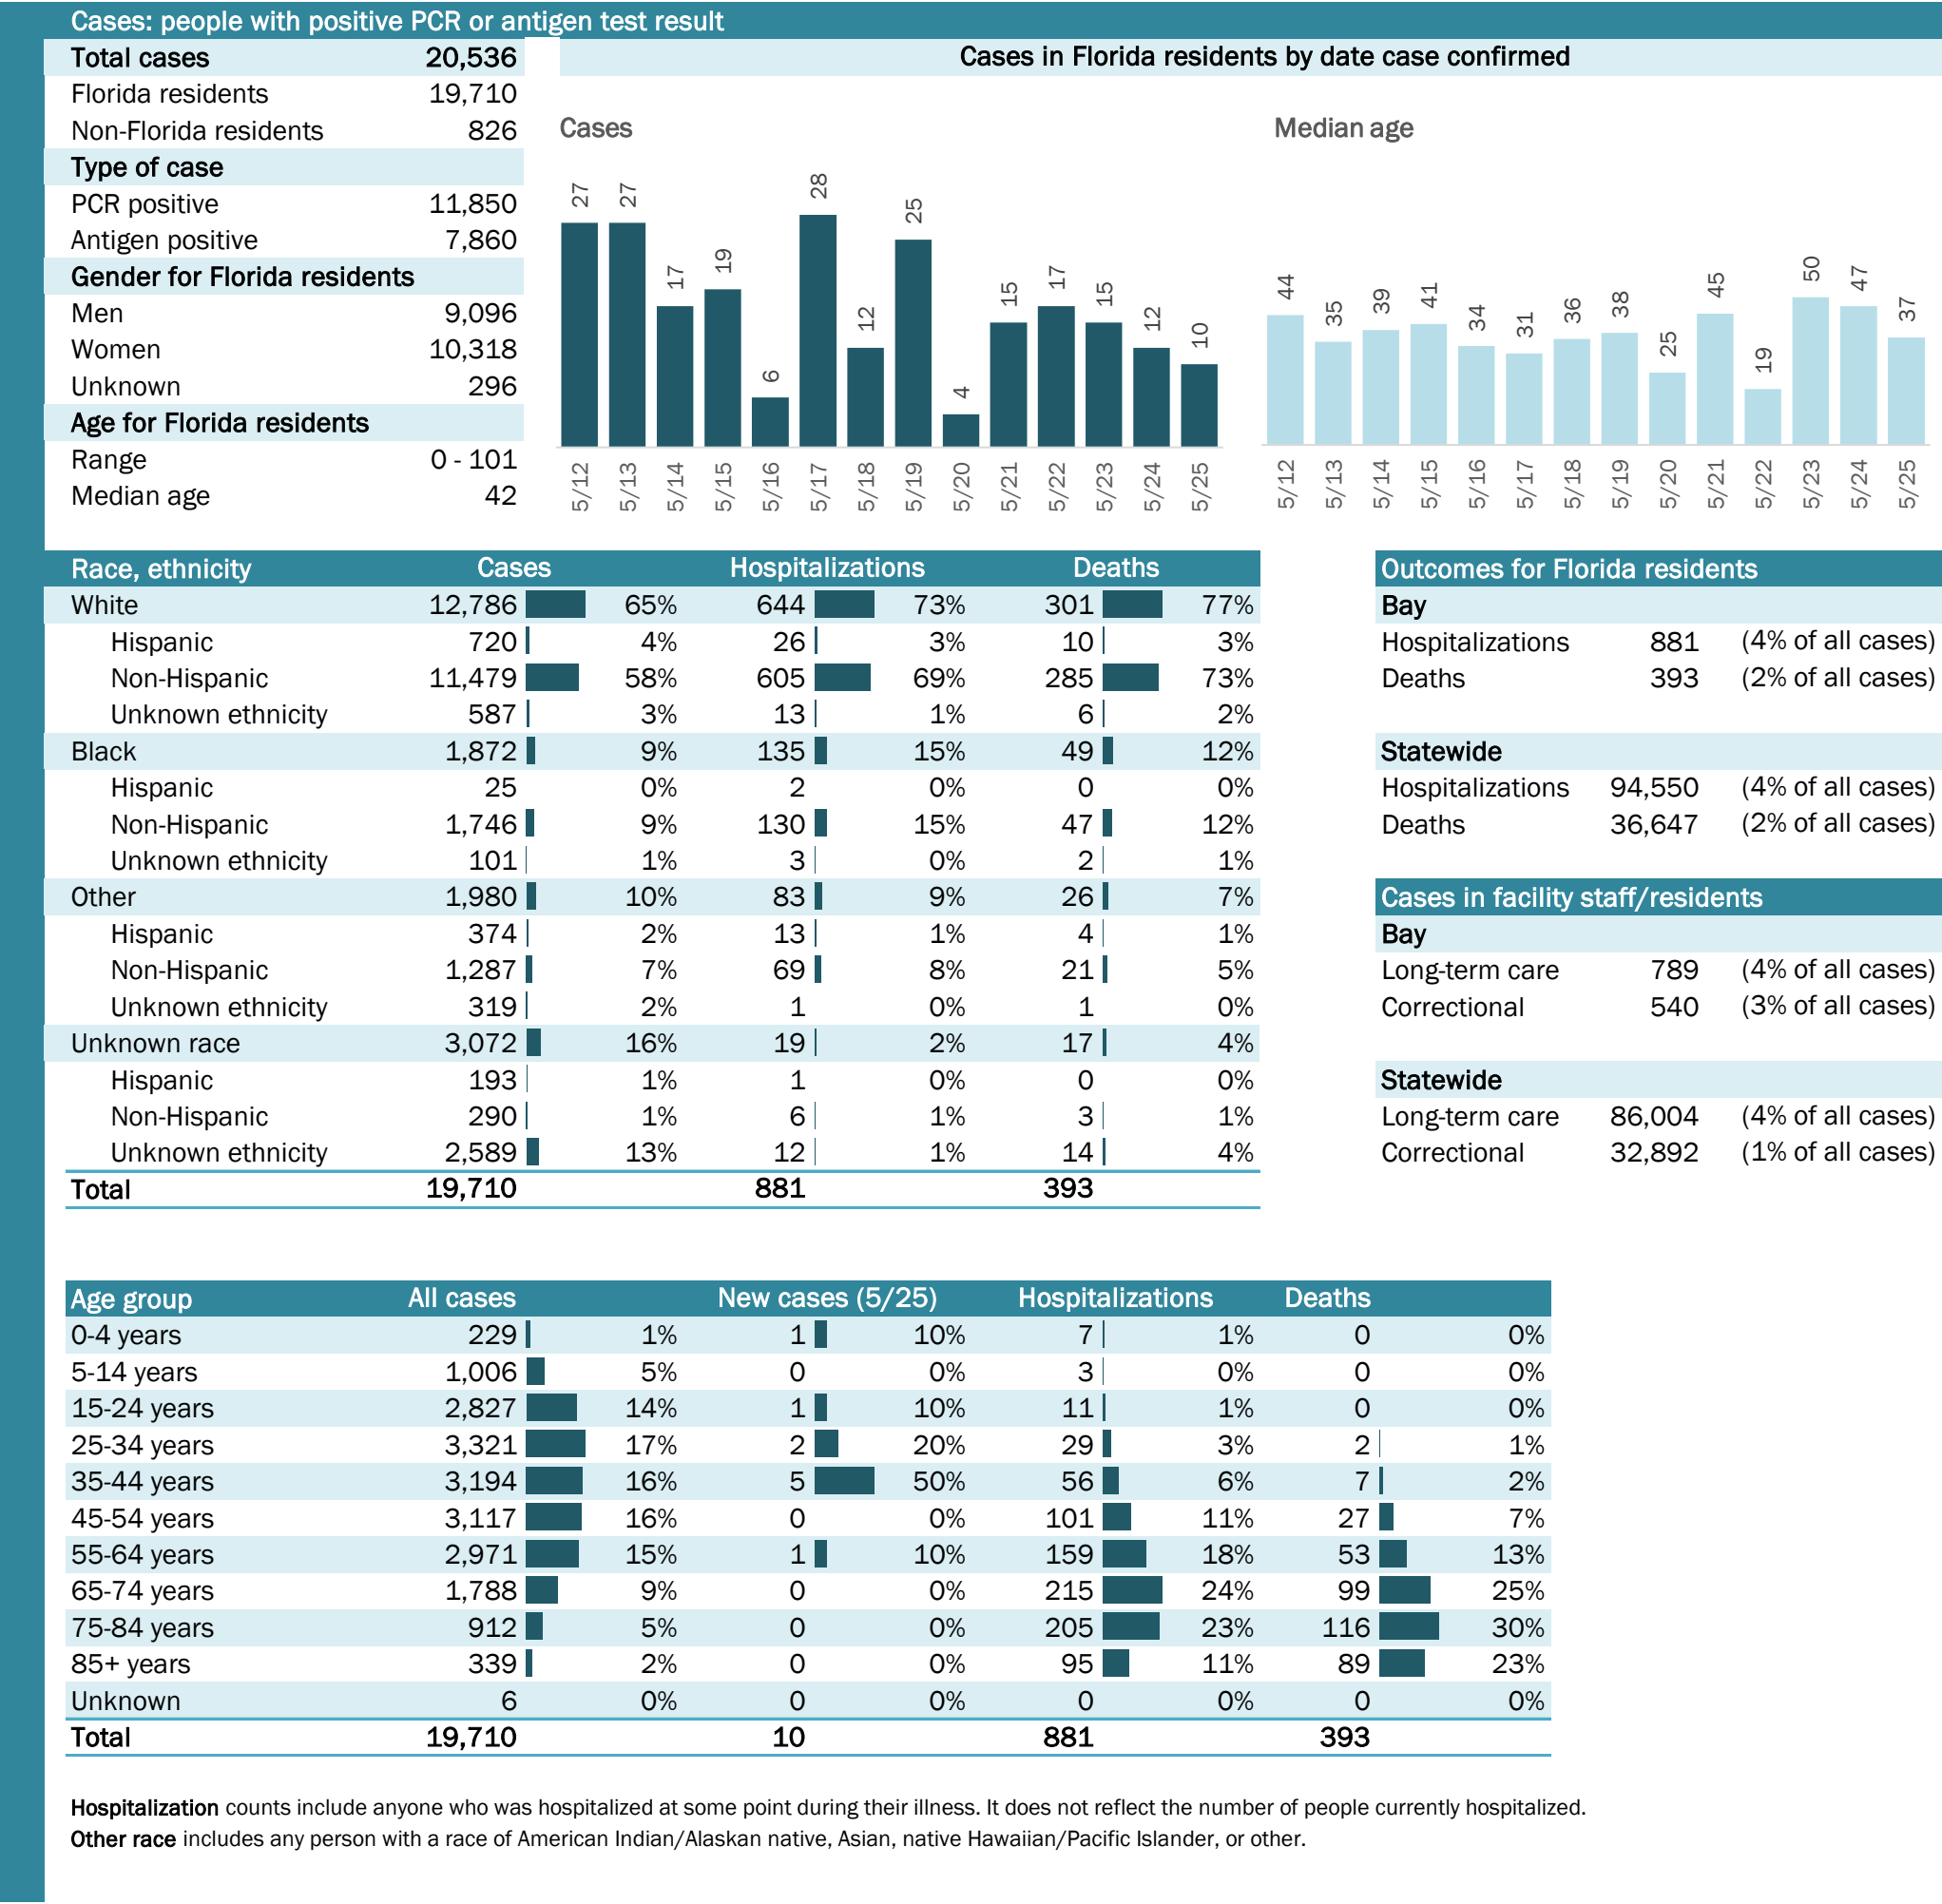 Cases: people with positive PCR or antigen test result
Total cases 20,536
Florida residents 19,710
Non-Florida residents 826
Type of case
PCR positive 11,850
Antigen positive 7,860
Gender for Florida residents
Men 9,096
Women 10,318
Unknown 296
Age for Florida residents
Range 0 - 101
Median age 42
Cases in Florida residents by date case confirmed
Cases
27 27 17 19 6 28 12 25 4 15 17 15 12 10
5/12 5/13 5/14 5/15 5/16 5/17 5/18 5/19 5/20 5/21 5/22 5/23 5/24 5/25
Median age
44 35 39 41 34 31 36 38 25 45 19 50 47 37
5/12 5/13 5/14 5/15 5/16 5/17 5/18 5/19 5/20 5/21 5/22 5/23 5/24 5/25
Race, ethnicity Cases Hospitalizations Deaths
White 12,786 65% 644 73% 301 77%
Hispanic 720 4% 26 3% 10 3%
Non-Hispanic 11,479 58% 605 69% 285 73%
Unknown ethnicity 587 3% 13 1% 6 2%
Black 1,872 9% 135 15% 49 12%
Hispanic 25 0% 2 0% 0 0%
Non-Hispanic 1,746 9% 130 15% 47 12%
Unknown ethnicity 101 1% 3 0% 2 1%
Other 1,980 10% 83 9% 26 7%
Hispanic 374 2% 13 1% 4 1%
Non-Hispanic 1,287 7% 69 8% 21 5%
Unknown ethnicity 319 2% 1 0% 1 0%
Unknown race 3,072 16% 19 2% 17 4%
Hispanic 193 1% 1 0% 0 0%
Non-Hispanic 290 1% 6 1% 3 1%
Unknown ethnicity 2,589 13% 12 1% 14 4%
Total 19,710 881 393
Outcomes for Florida residents
Bay
Hospitalizations 881 (4% of all cases)
Deaths 393 (2% of all cases)
Statewide
Hospitalizations 94,550 (4% of all cases)
Deaths 36,647 (2% of all cases)
Cases in facility staff/residents
Bay
Long-term care 789 (4% of all cases)
Correctional 540 (3% of all cases)
Statewide
Long-term care 86,004 (4% of all cases)
Correctional 32,892 (1% of all cases)
Age group All cases New cases (5/25) Hospitalizations Deaths
0-4 years 229 1% 1 10% 7 1% 0 0%
5-14 years 1,006 5% 0 0% 3 0% 0 0%
15-24 years 2,827 14% 1 10% 11 1% 0 0%
25-34 years 3,321 17% 2 20% 29 3% 2 1%
35-44 years 3,194 16% 5 50% 56 6% 7 2%
45-54 years 3,117 16% 0 0% 101 11% 27 7%
55-64 years 2,971 15% 1 10% 159 18% 53 13%
65-74 years 1,788 9% 0 0% 215 24% 99 25%
75-84 years 912 5% 0 0% 205 23% 116 30%
85+ years 339 2% 0 0% 95 11% 89 23%
Unknown 6 0% 0 0% 0 0% 0 0%
Total 19,710 10 881 393
Hospitalization counts include anyone who was hospitalized at some point during their illness. It does not reflect the number of people currently hospitalized.
Other race includes any person with a race of American Indian/Alaskan native, Asian, native Hawaiian/Pacific Islander, or other.